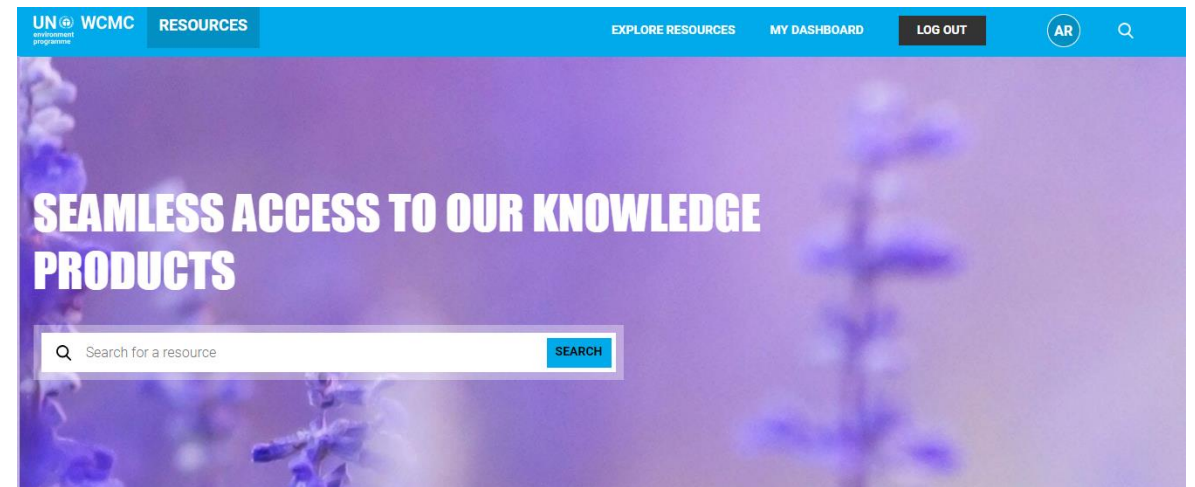 UN WCMC
environment
programme
RESOURCES
EXPLORE RESOURCES
MY DASHBOARD
LOG OUT
AR
SEAMLESS ACCESS TO OUR KNOWLEDGE
PRODUCTS
Search for a resource
SEARCH